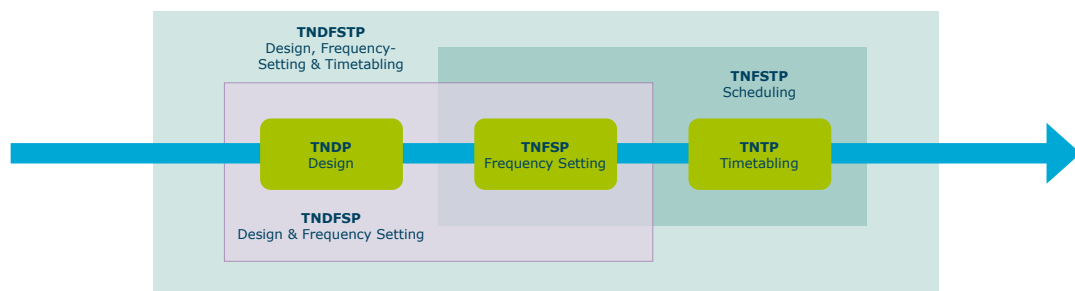 TNDFSTP
Design, Frequency-
Setting & Timetabling
TNFSTP
Scheduling
TNDP
Design
TNFSP
Frequency Setting
TNTP
Timetabling
TNDFSP
Design & Frequency Setting